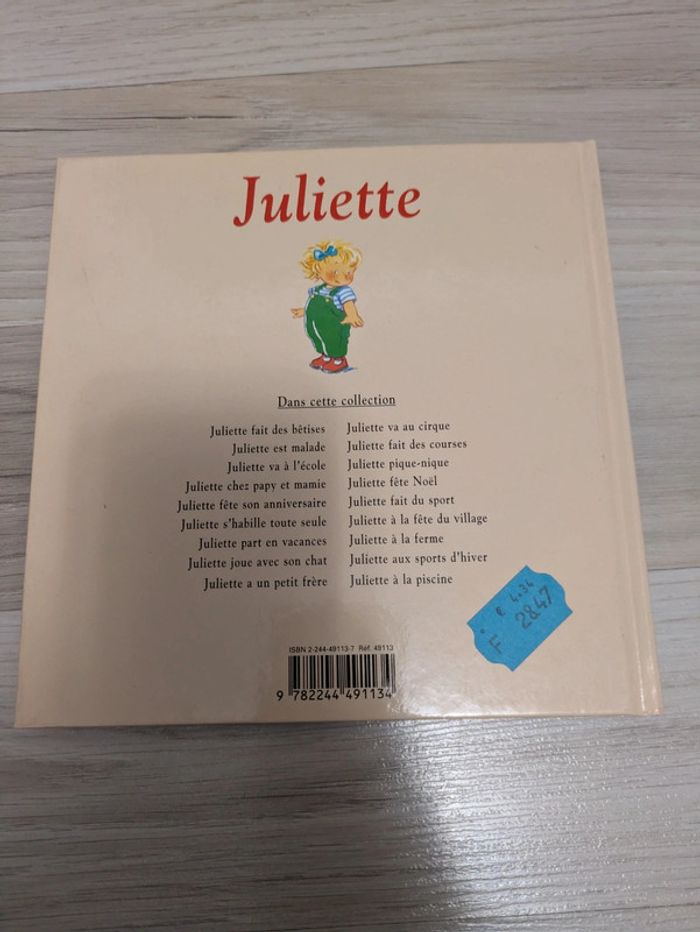 Juliette
Dans cette collection
Juliette fait des bêtises
Juliette est malade
Juliette va à l'école
Juliette chez papy et mamie
Juliette fête son anniversaire
Juliette s'habille toute seule
Juliette part en vacances
Juliette joue avec son chat
Juliette a un petit frère
Juliette va au cirque
Juliette fait des courses
Juliette pique-nique
Juliette fête Noël
Juliette fait du sport
Juliette à la fête du village
Juliette à la ferme
Juliette aux sports d'hiver
Juliette à la piscine
€ 4.34
F 2847
ISBN 2-244-49113-7 Réf. 49113
9 782244 491134